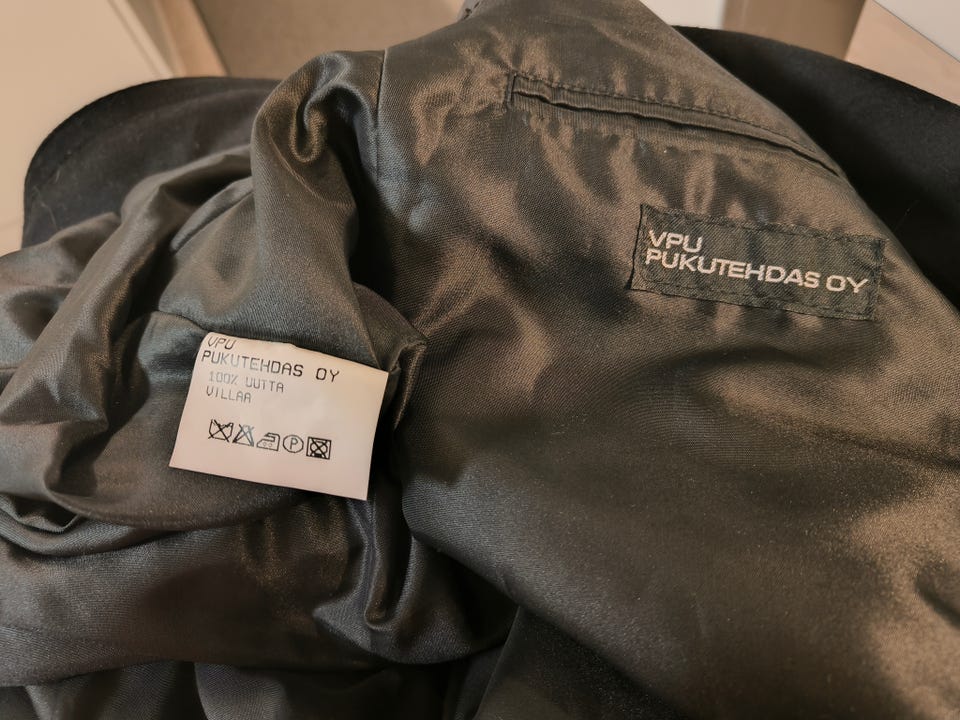 VPU
PUKUTEHDAS OY
VPU
PUKUTEHDAS OY
100% UUTTA
VILLAA
P